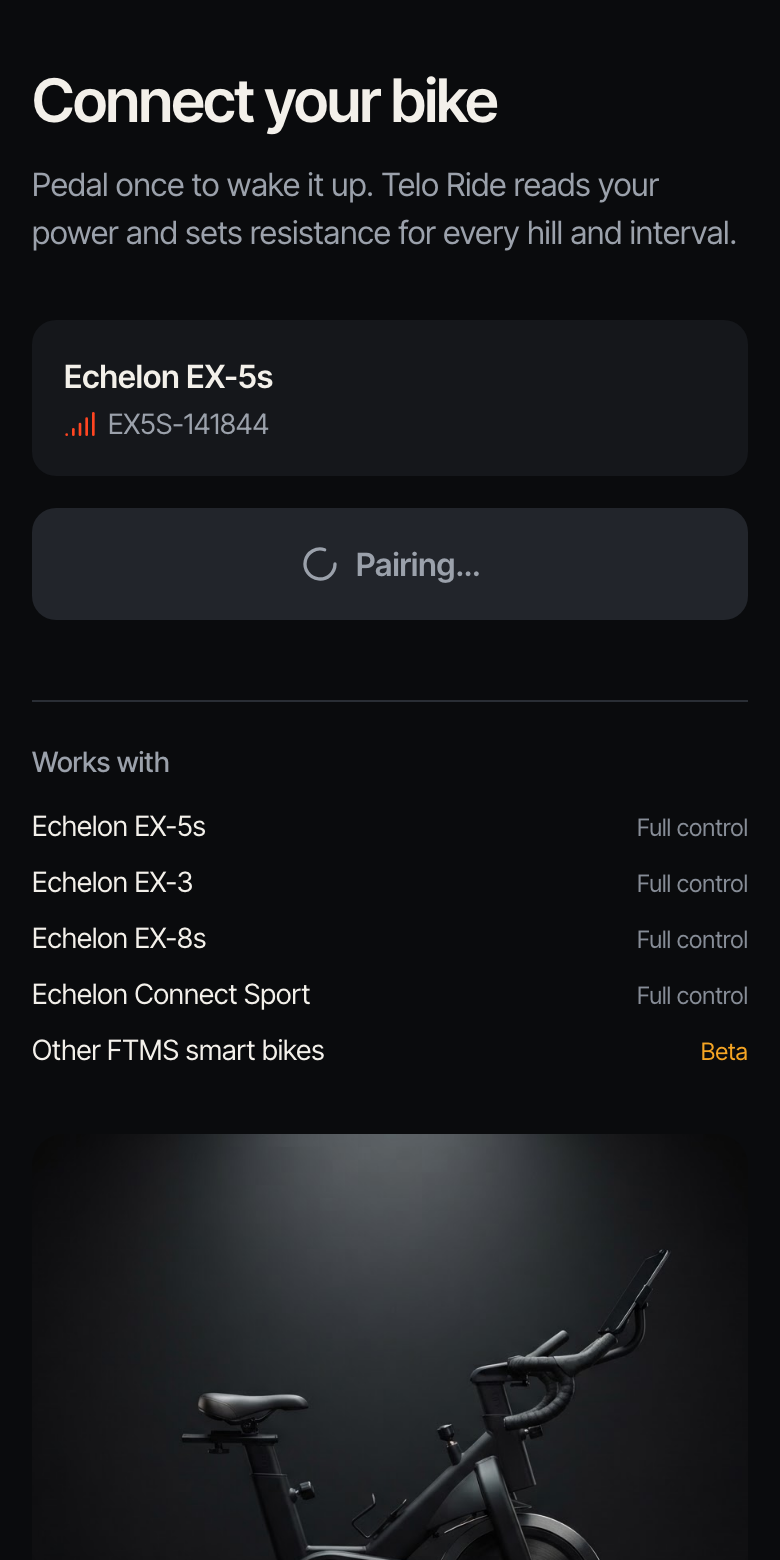 Connect your bike
Pedal once to wake it up. Telo Ride reads your
power and sets resistance for every hill and interval.
Echelon EX-5s
EX5S-141844
Pairing...
Works with
Echelon EX-5s Full control
Echelon EX-3 Full control
Echelon EX-8s Full control
Echelon Connect Sport Full control
Other FTMS smart bikes Beta